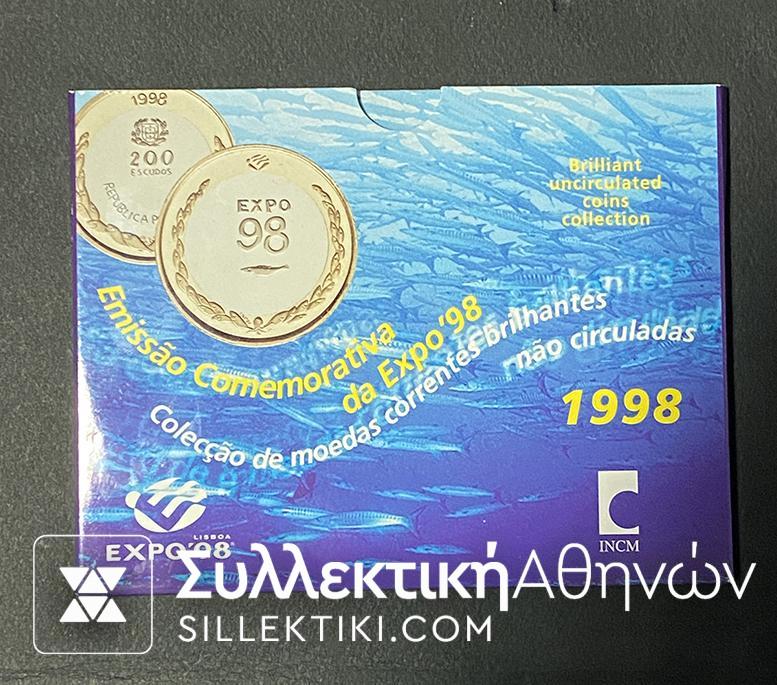 1998
200
ESCUDOS
REPUBLICA P
EXPO
98
Brilliant
uncirculated
coins
collection
Emissão Comemorativa
da Expo'98
Colecção de moedas correntes brilhantes
não circuladas
1998
LISBOA
EXPO'98
INCM
ΣυλλεκτικήΑθηνών
SILLEKTIKI.COM